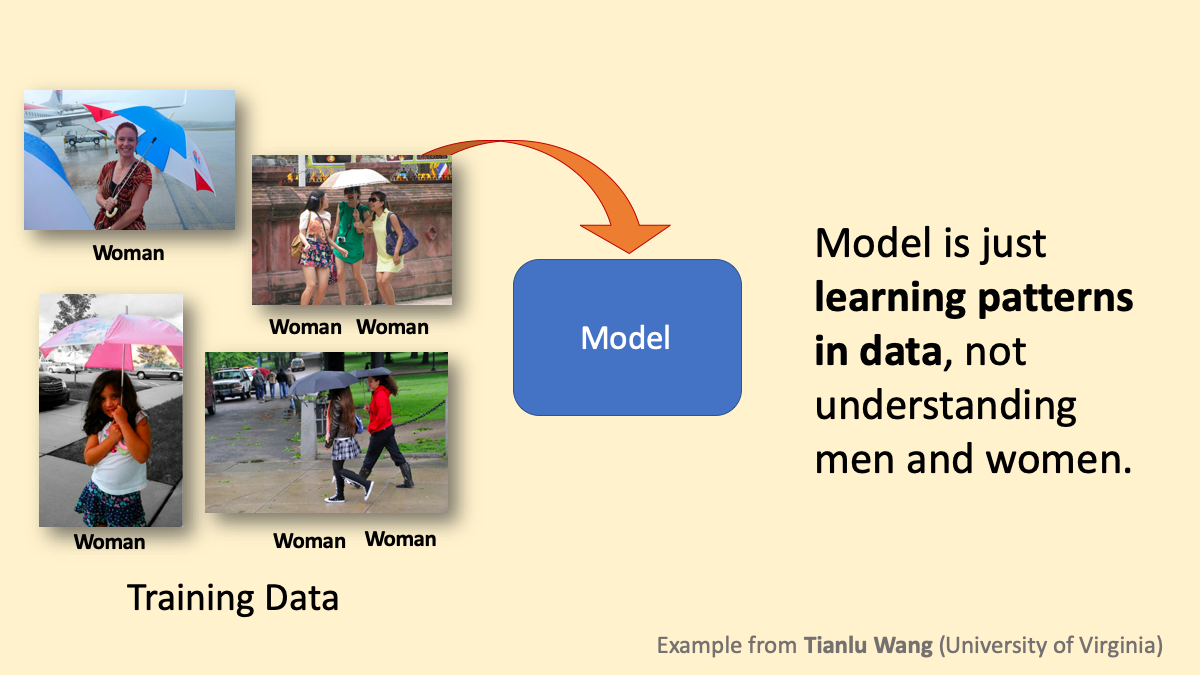 Woman
Woman Woman
Woman
Woman Woman
Training Data
Model
Model is just
learning patterns
in data, not
understanding
men and women.
Example from Tianlu Wang (University of Virginia)